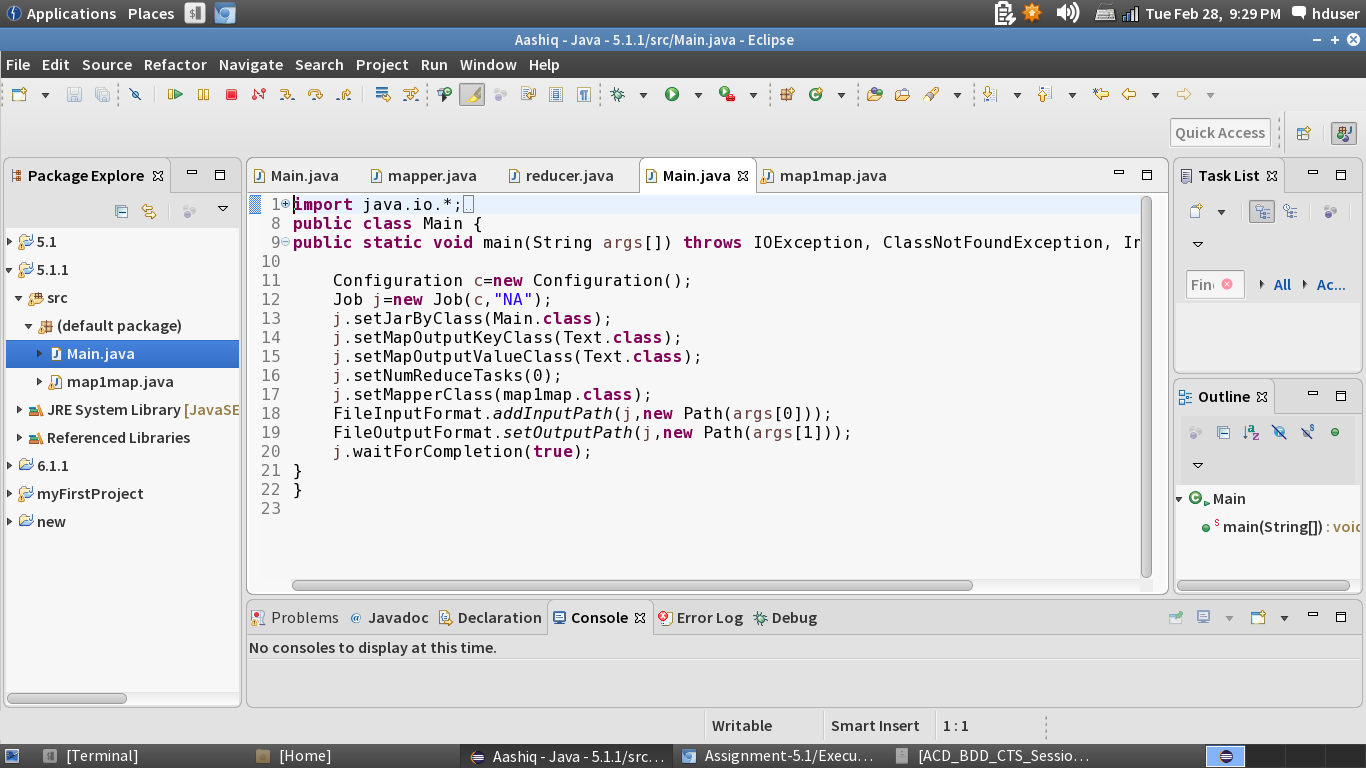 Applications Places Tue Feb 28, 9:29 PM hduser
Aashiq - Java - 5.1.1/src/Main.java - Eclipse
File Edit Source Refactor Navigate Search Project Run Window Help
Quick Access
Package Explorer
5.1
5.1.1
src
(default package)
Main.java
map1map.java
JRE System Library [JavaSE
Referenced Libraries
6.1.1
myFirstProject
new
Main.java mapper.java reducer.java Main.java map1map.java
1 import java.io.*;
8 public class Main {
9 public static void main(String args[]) throws IOException, ClassNotFoundException, In
10
11 Configuration c=new Configuration();
12 Job j=new Job(c,"NA");
13 j.setJarByClass(Main.class);
14 j.setMapOutputKeyClass(Text.class);
15 j.setMapOutputValueClass(Text.class);
16 j.setNumReduceTasks(0);
17 j.setMapperClass(map1map.class);
18 FileInputFormat.addInputPath(j,new Path(args[0]));
19 FileOutputFormat.setOutputPath(j,new Path(args[1]));
20 j.waitForCompletion(true);
21 }
22 }
23
Task List
Find All Ac...
Outline
Main
main(String[]) : void
Problems Javadoc Declaration Console Error Log Debug
No consoles to display at this time.
Writable Smart Insert 1 : 1
[Terminal] [Home] Aashiq - Java - 5.1.1/src... Assignment-5.1/Execu... [ACD_BDD_CTS_Sessio...